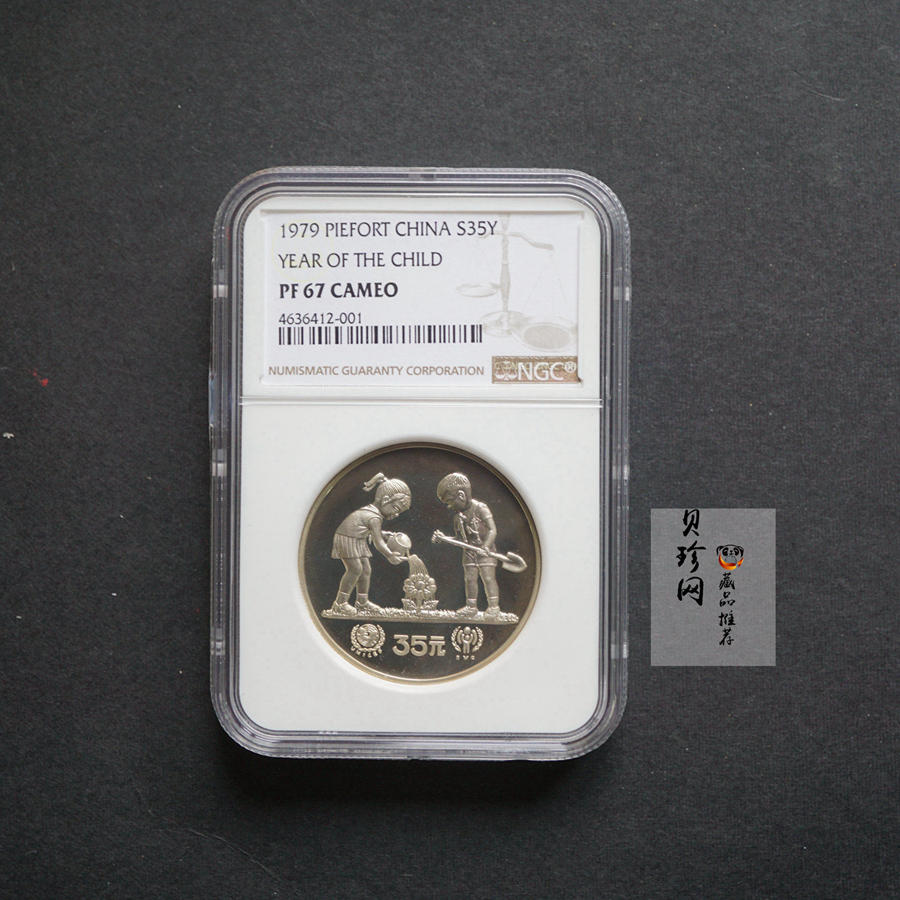 1979 PIEFORT CHINA S35Y
YEAR OF THE CHILD
PF 67 CAMEO
4636412-001
NUMISMATIC GUARANTY CORPORATION
NGC®
35元
贝珍网
藏品推荐